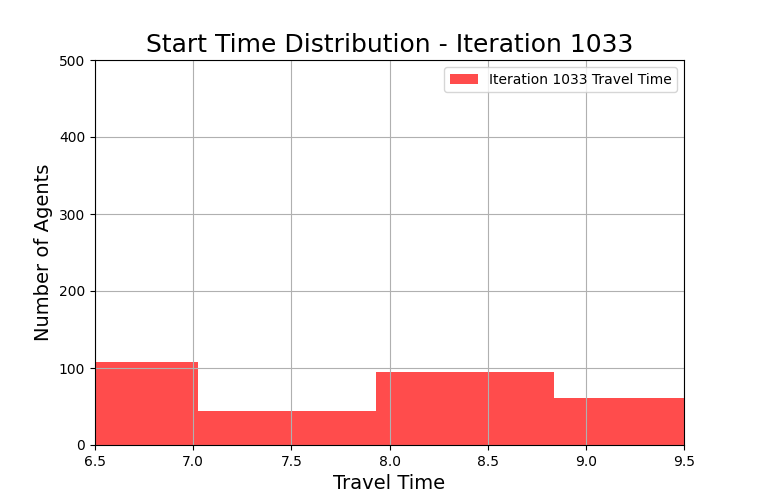 Start Time Distribution - Iteration 1033
500
Iteration 1033 Travel Time
400
300
200
100
0
Number of Agents
6.5 7.0 7.5 8.0 8.5 9.0 9.5
Travel Time